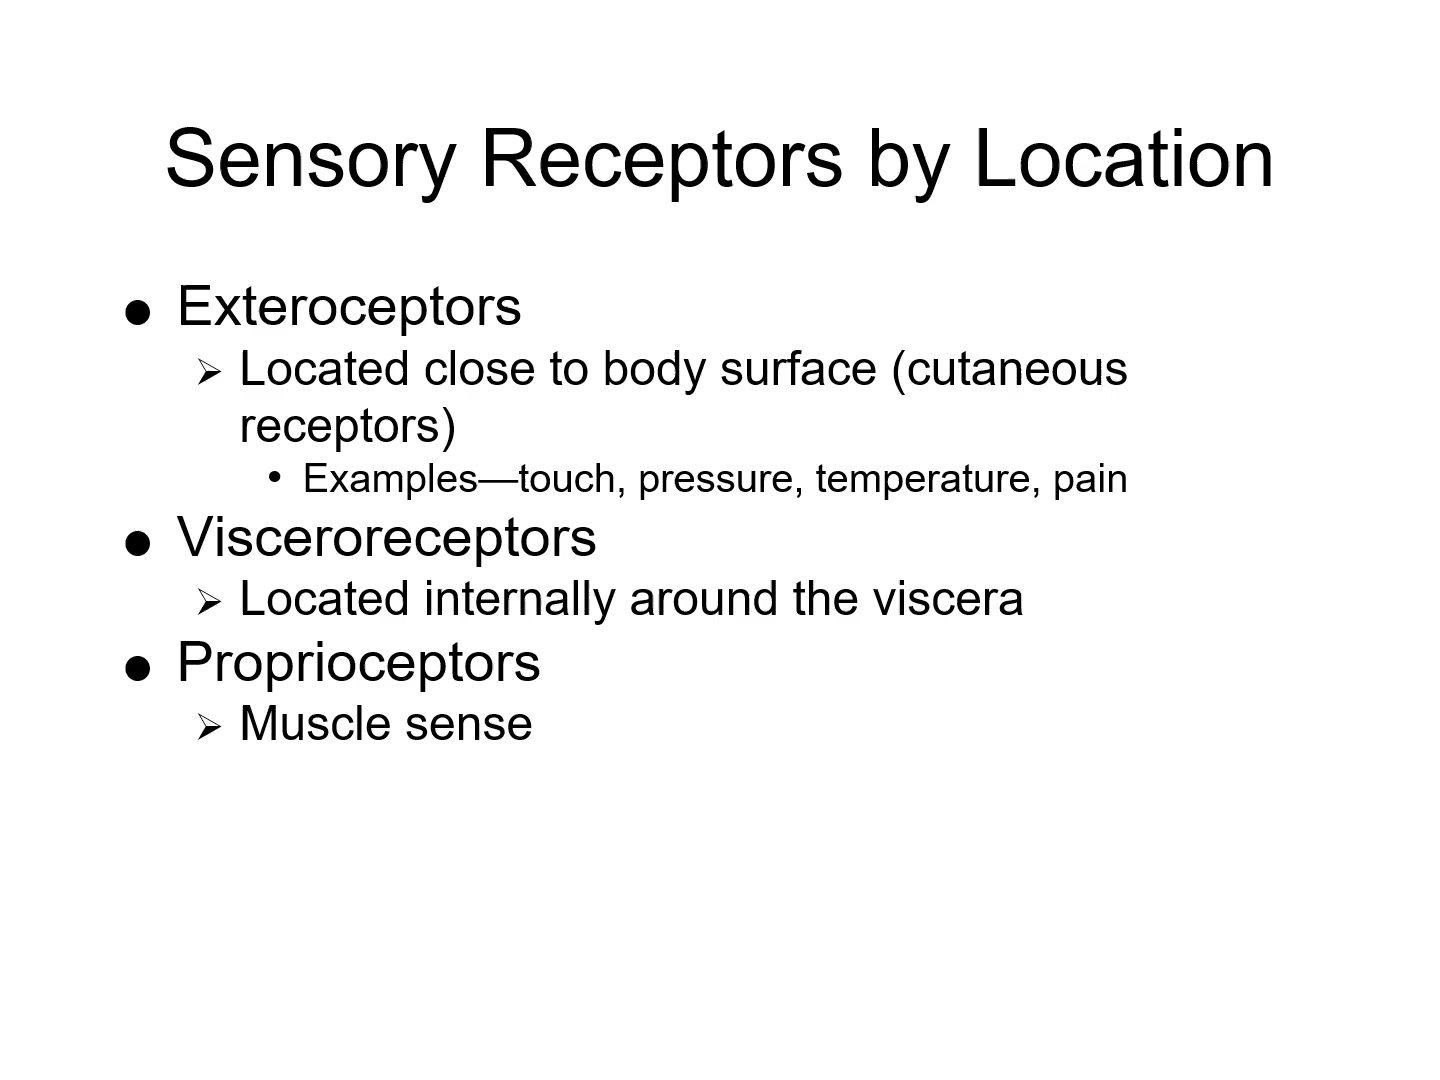 Sensory Receptors by Location
● Exteroceptors
➢ Located close to body surface (cutaneous
receptors)
• Examples—touch, pressure, temperature, pain
● Visceroreceptors
➢ Located internally around the viscera
● Proprioceptors
➢ Muscle sense